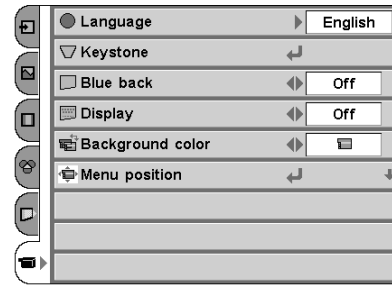 Language English
Keystone
Blue back Off
Display Off
Background color
Menu position